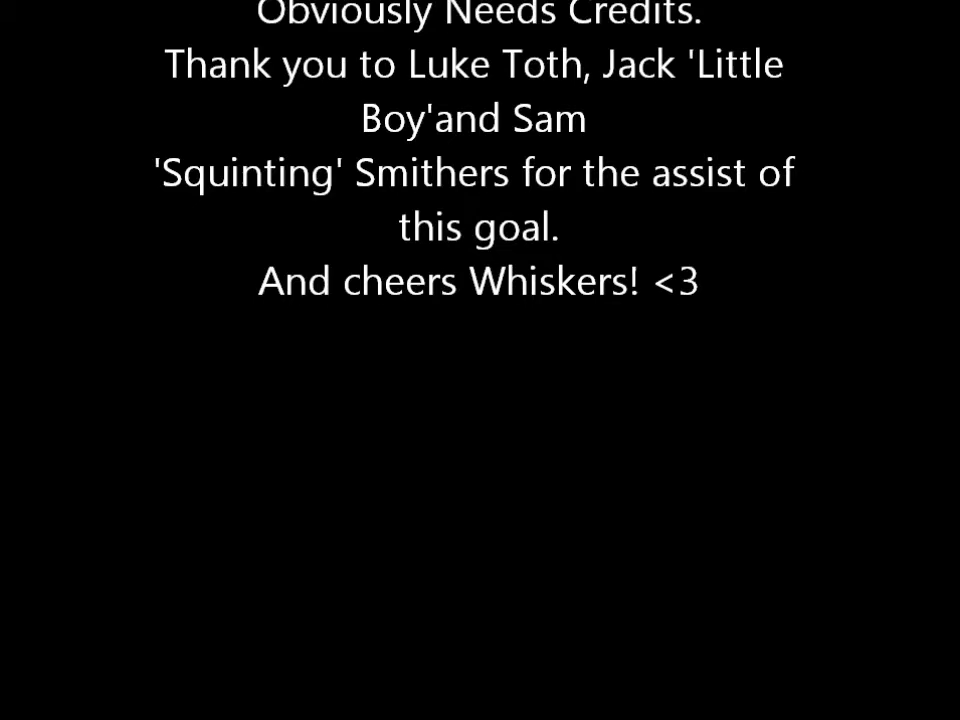 Obviously Needs Credits.
Thank you to Luke Toth, Jack 'Little
Boy'and Sam
'Squinting' Smithers for the assist of
this goal.
And cheers Whiskers! <3